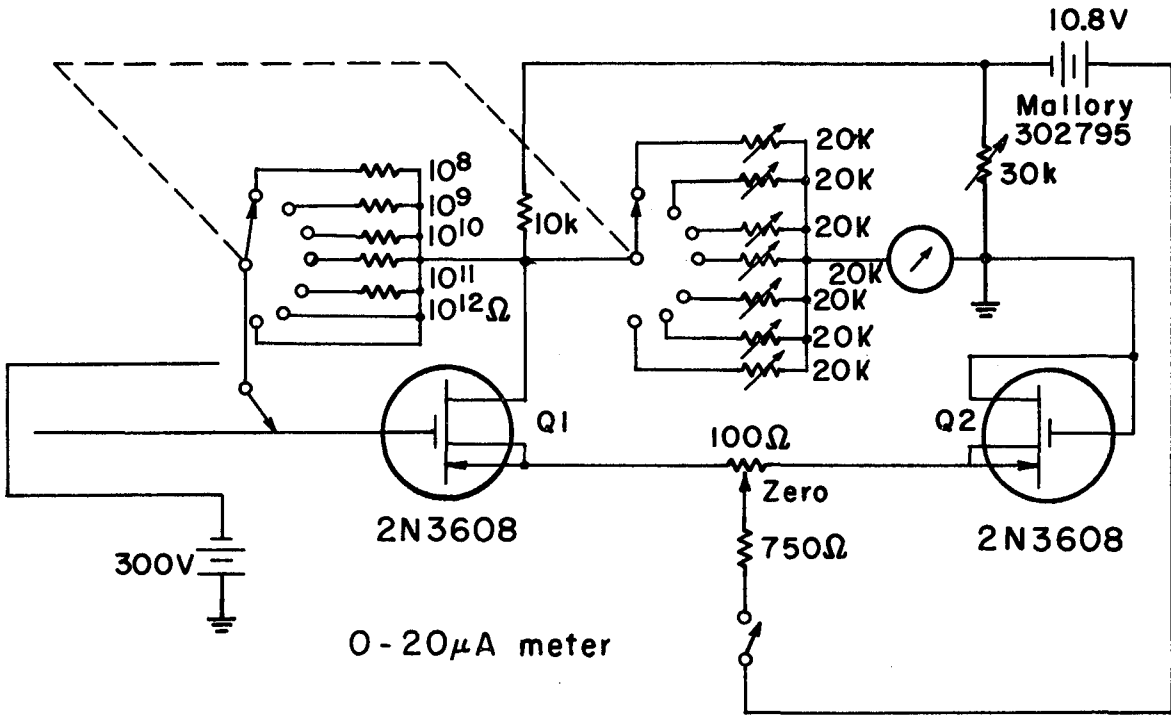 10.8V
Mallory
302795
30k
10⁸
10⁹
10¹⁰
10¹¹
10¹²Ω
10k
20K
20K
20K
20K
20K
20K
20K
Q1
2N3608
100Ω
Zero
750Ω
Q2
2N3608
300V
0-20μA meter